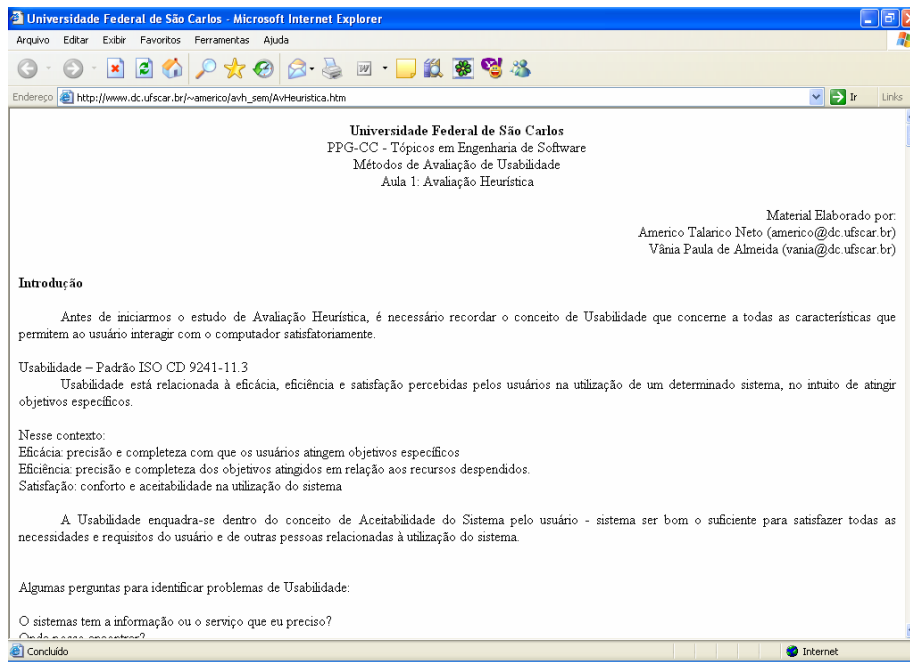 Universidade Federal de São Carlos - Microsoft Internet Explorer
Arquivo Editar Exibir Favoritos Ferramentas Ajuda
Endereço http://www.dc.ufscar.br/~americo/avh_sem/AvHeuristica.htm Ir Links
Universidade Federal de São Carlos
PPG-CC - Tópicos em Engenharia de Software
Métodos de Avaliação de Usabilidade
Aula 1: Avaliação Heurística
Material Elaborado por:
Americo Talarico Neto (americo@dc.ufscar.br)
Vânia Paula de Almeida (vania@dc.ufscar.br)
Introdução
Antes de iniciarmos o estudo de Avaliação Heurística, é necessário recordar o conceito de Usabilidade que concerne a todas as características que
permitem ao usuário interagir com o computador satisfatoriamente.
Usabilidade – Padrão ISO CD 9241-11.3
Usabilidade está relacionada à eficácia, eficiência e satisfação percebidas pelos usuários na utilização de um determinado sistema, no intuito de atingir
objetivos específicos.
Nesse contexto:
Eficácia: precisão e completeza com que os usuários atingem objetivos específicos
Eficiência: precisão e completeza dos objetivos atingidos em relação aos recursos despendidos.
Satisfação: conforto e aceitabilidade na utilização do sistema
A Usabilidade enquadra-se dentro do conceito de Aceitabilidade do Sistema pelo usuário - sistema ser bom o suficiente para satisfazer todas as
necessidades e requisitos do usuário e de outras pessoas relacionadas à utilização do sistema.
Algumas perguntas para identificar problemas de Usabilidade:
O sistemas tem a informação ou o serviço que eu preciso?
Onde posso encontrar?
Concluído Internet